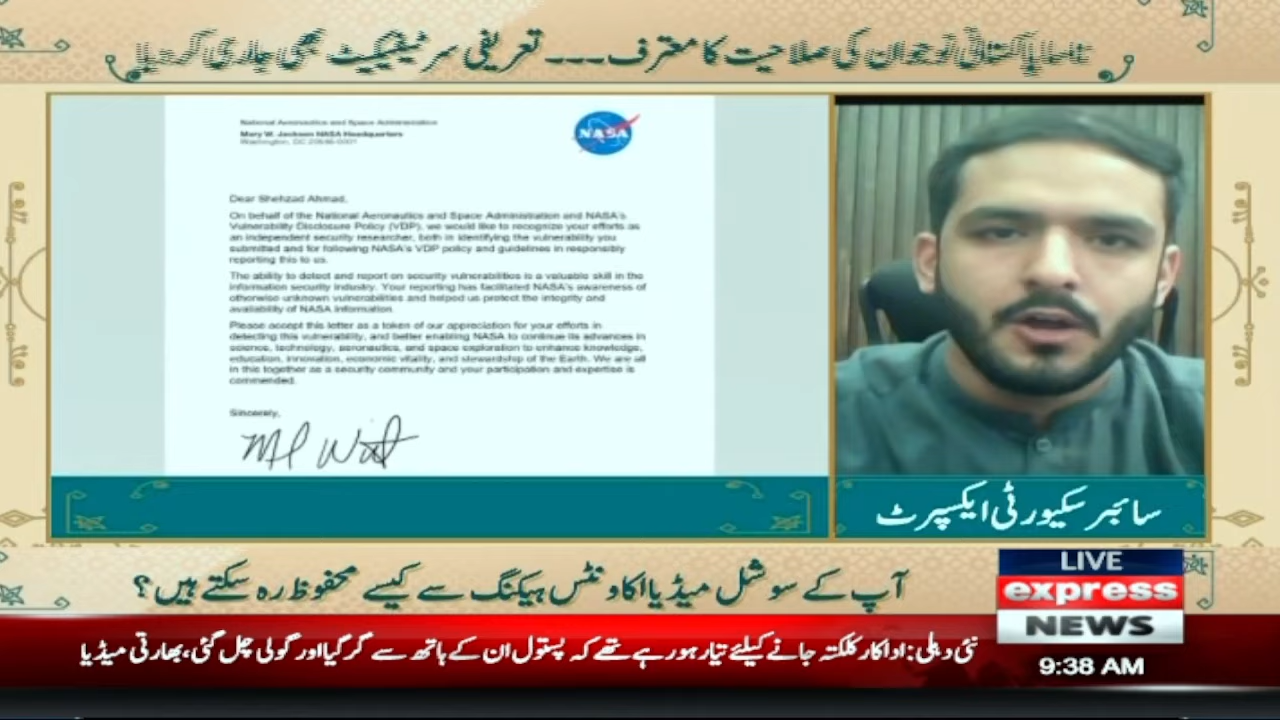 ناسا پاکستانی نوجوان کی صلاحیت کا معترف۔۔۔ تعریفی سرٹیفکیٹ بھی جاری کر دیا
National Aeronautics and Space Administration
Mary W. Jackson NASA Headquarters
Washington, DC 20546-0001
NASA
Dear Shehzad Ahmad,
On behalf of the National Aeronautics and Space Administration and NASA's
Vulnerability Disclosure Policy (VDP), we would like to recognize your efforts as
an independent security researcher, both in identifying the vulnerability you
submitted and for following NASA's VDP policy and guidelines in responsibly
reporting this to us.
The ability to detect and report on security vulnerabilities is a valuable skill in the
information security industry. Your reporting has facilitated NASA's awareness of
otherwise unknown vulnerabilities and helped us protect the integrity and
availability of NASA information.
Please accept this letter as a token of our appreciation for your efforts in
detecting this vulnerability, and better enabling NASA to continue its advances in
science, technology, aeronautics, and space exploration to enhance knowledge,
education, innovation, economic vitality, and stewardship of the Earth. We are all
in this together as a security community and your participation and expertise is
commended.
Sincerely,
سائبر سکیورٹی ایکسپرٹ
آپ کے سوشل میڈیا اکاونٹس ہیکنگ سے کیسے محفوظ رہ سکتے ہیں؟
LIVE
express
NEWS
نئی دہلی: اداکار کلکتہ جانے کیلئے تیار ہو رہے تھے کہ پستول ان کے ہاتھ سے گر گیا اور گولی چل گئی، بھارتی میڈیا
9:38 AM